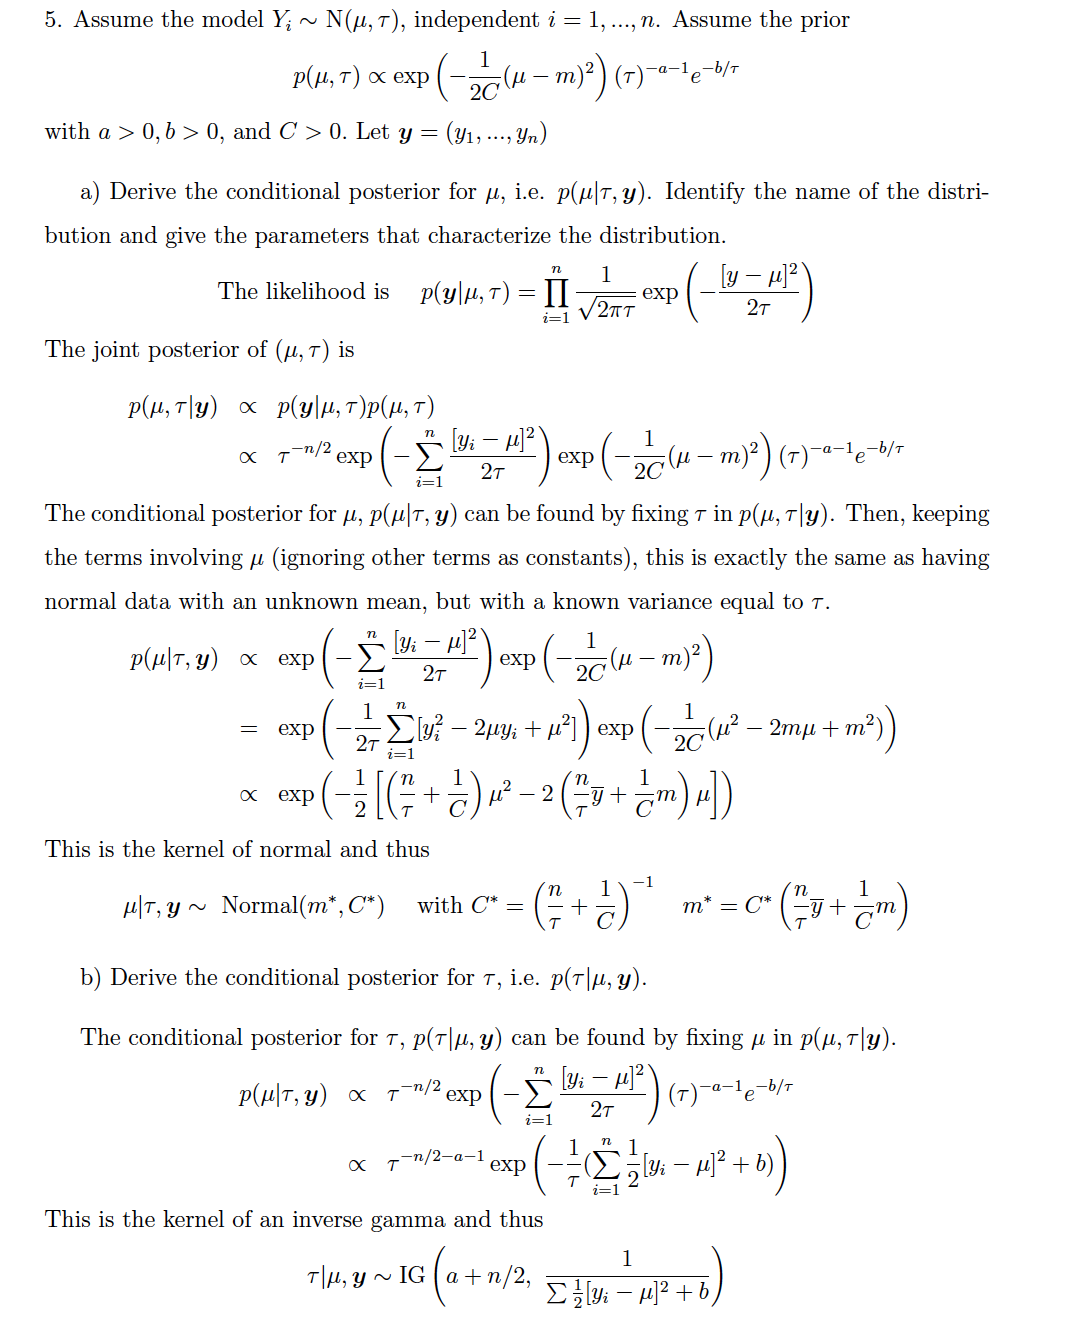 5. Assume the model $Y_i \sim \mathrm{N}(\mu, \tau)$, independent $i = 1, ..., n$. Assume the prior
$p(\mu, \tau) \propto \exp\left(-\frac{1}{2C}(\mu - m)^2\right)(\tau)^{-a-1}e^{-b/\tau}$
with $a > 0, b > 0$, and $C > 0$. Let $\boldsymbol{y} = (y_1, ..., y_n)$
a) Derive the conditional posterior for $\mu$, i.e. $p(\mu|\tau, \boldsymbol{y})$. Identify the name of the distri-
bution and give the parameters that characterize the distribution.
The likelihood is $p(\boldsymbol{y}|\mu, \tau) = \prod_{i=1}^{n} \frac{1}{\sqrt{2\pi\tau}} \exp\left(-\frac{[y - \mu]^2}{2\tau}\right)$
The joint posterior of $(\mu, \tau)$ is
$p(\mu, \tau|\boldsymbol{y}) \propto p(\boldsymbol{y}|\mu, \tau)p(\mu, \tau)$
$\propto \tau^{-n/2} \exp\left(-\sum_{i=1}^{n} \frac{[y_i - \mu]^2}{2\tau}\right) \exp\left(-\frac{1}{2C}(\mu - m)^2\right)(\tau)^{-a-1}e^{-b/\tau}$
The conditional posterior for $\mu$, $p(\mu|\tau, \boldsymbol{y})$ can be found by fixing $\tau$ in $p(\mu, \tau|\boldsymbol{y})$. Then, keeping
the terms involving $\mu$ (ignoring other terms as constants), this is exactly the same as having
normal data with an unknown mean, but with a known variance equal to $\tau$.
$p(\mu|\tau, \boldsymbol{y}) \propto \exp\left(-\sum_{i=1}^{n} \frac{[y_i - \mu]^2}{2\tau}\right) \exp\left(-\frac{1}{2C}(\mu - m)^2\right)$
$= \exp\left(-\frac{1}{2\tau}\sum_{i=1}^{n}[y_i^2 - 2\mu y_i + \mu^2]\right) \exp\left(-\frac{1}{2C}(\mu^2 - 2m\mu + m^2)\right)$
$\propto \exp\left(-\frac{1}{2}\left[\left(\frac{n}{\tau} + \frac{1}{C}\right)\mu^2 - 2\left(\frac{n}{\tau}\overline{y} + \frac{1}{C}m\right)\mu\right]\right)$
This is the kernel of normal and thus
$\mu|\tau, \boldsymbol{y} \sim$ Normal$(m^*, C^*)$ with $C^* = \left(\frac{n}{\tau} + \frac{1}{C}\right)^{-1}$ $m^* = C^*\left(\frac{n}{\tau}\overline{y} + \frac{1}{C}m\right)$
b) Derive the conditional posterior for $\tau$, i.e. $p(\tau|\mu, \boldsymbol{y})$.
The conditional posterior for $\tau$, $p(\tau|\mu, \boldsymbol{y})$ can be found by fixing $\mu$ in $p(\mu, \tau|\boldsymbol{y})$.
$p(\mu|\tau, \boldsymbol{y}) \propto \tau^{-n/2} \exp\left(-\sum_{i=1}^{n} \frac{[y_i - \mu]^2}{2\tau}\right)(\tau)^{-a-1}e^{-b/\tau}$
$\propto \tau^{-n/2-a-1} \exp\left(-\frac{1}{\tau}(\sum_{i=1}^{n} \frac{1}{2}[y_i - \mu]^2 + b)\right)$
This is the kernel of an inverse gamma and thus
$\tau|\mu, \boldsymbol{y} \sim \mathrm{IG}\left(a + n/2, \frac{1}{\sum \frac{1}{2}[y_i - \mu]^2 + b}\right)$